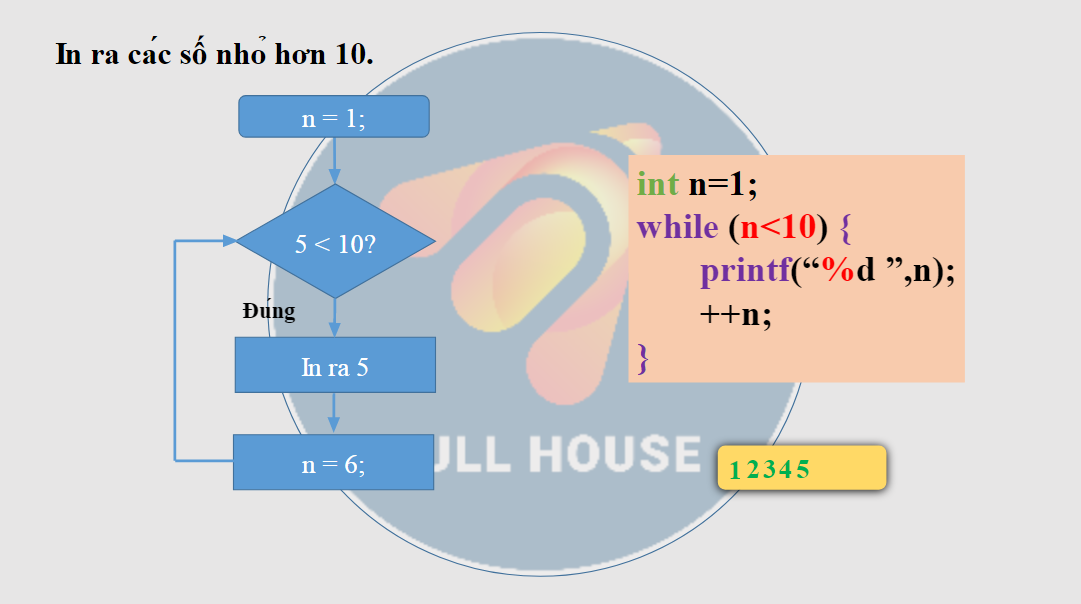 In ra các số nhỏ hơn 10.
n = 1;
5 < 10?
Đúng
In ra 5
n = 6;
int n=1;
while (n<10) {
printf(“%d ”,n);
++n;
}
ULL HOUSE
1 2 3 4 5